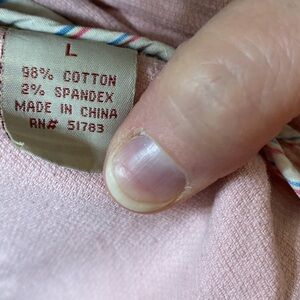 L
98% COTTON
2% SPANDEX
MADE IN CHINA
RN# 51783